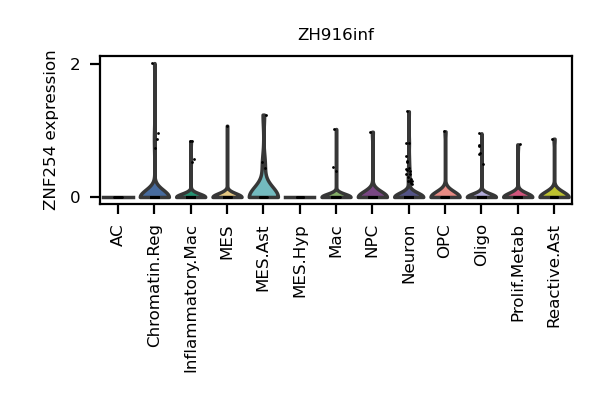 ZH916inf
ZNF254 expression
2
0
AC
Chromatin.Reg
Inflammatory.Mac
MES
MES.Ast
MES.Hyp
Mac
NPC
Neuron
OPC
Oligo
Prolif.Metab
Reactive.Ast